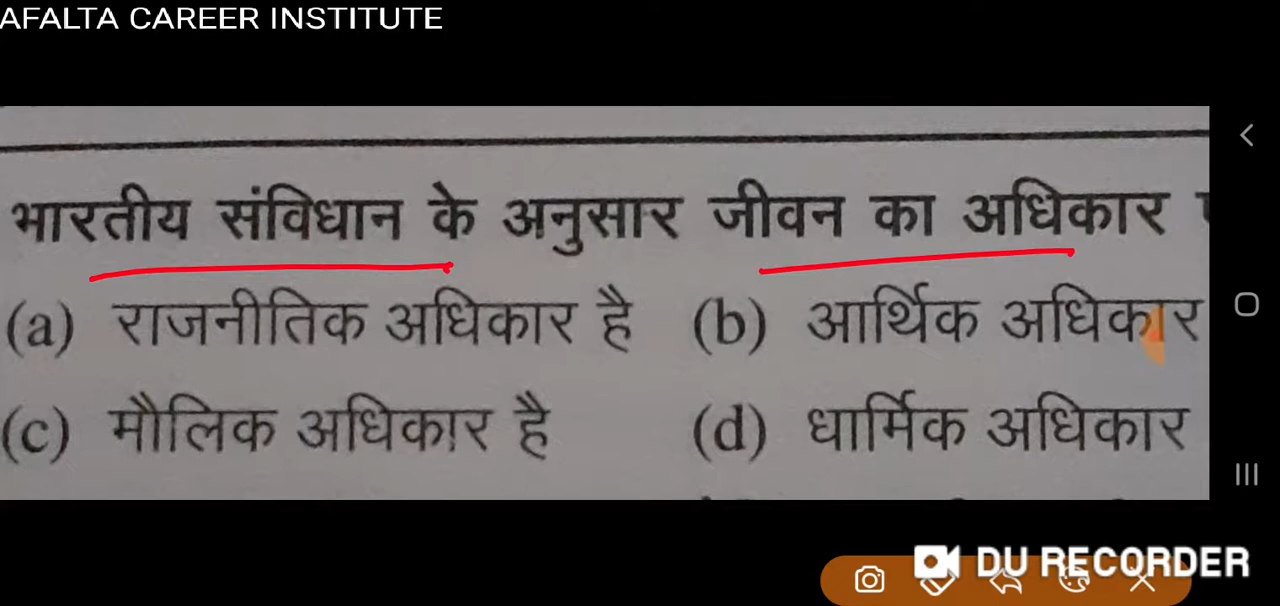 AFALTA CAREER INSTITUTE
भारतीय संविधान के अनुसार जीवन का अधिकार
(a) राजनीतिक अधिकार है (b) आर्थिक अधिकार
(c) मौलिक अधिकार है (d) धार्मिक अधिकार
DU RECORDER